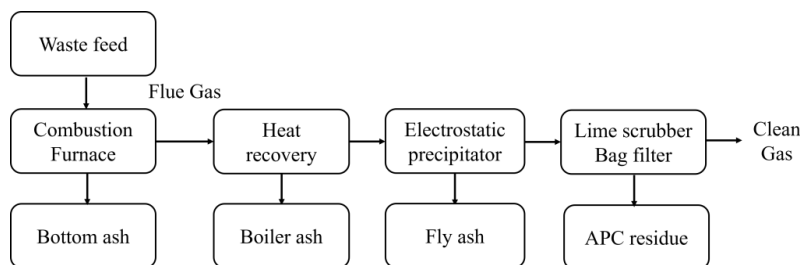 Waste feed
Flue Gas
Combustion
Furnace
Heat
recovery
Electrostatic
precipitator
Lime scrubber
Bag filter
Clean
Gas
Bottom ash
Boiler ash
Fly ash
APC residue